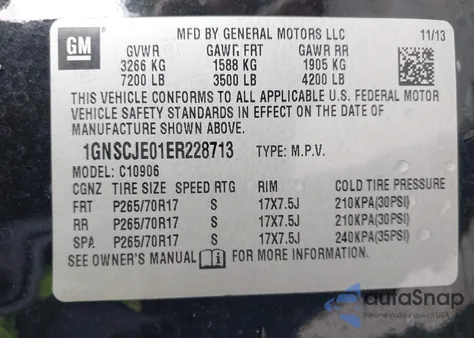 GM
MFD BY GENERAL MOTORS LLC 11/13
GVWR GAWR FRT GAWR RR
3266 KG 1588 KG 1905 KG
7200 LB 3500 LB 4200 LB
THIS VEHICLE CONFORMS TO ALL APPLICABLE U.S. FEDERAL MOTOR
VEHICLE SAFETY STANDARDS IN EFFECT ON THE DATE OF
MANUFACTURE SHOWN ABOVE.
1GNSCJE01ER228713 TYPE: M.P.V.
MODEL: C10906
CGNZ TIRE SIZE SPEED RTG RIM COLD TIRE PRESSURE
FRT P265/70R17 S 17X7.5J 210KPA(30PSI)
RR P265/70R17 S 17X7.5J 210KPA(30PSI)
SPA P265/70R17 S 17X7.5J 240KPA(35PSI)
SEE OWNER'S MANUAL i FOR MORE INFORMATION.
autaSnap